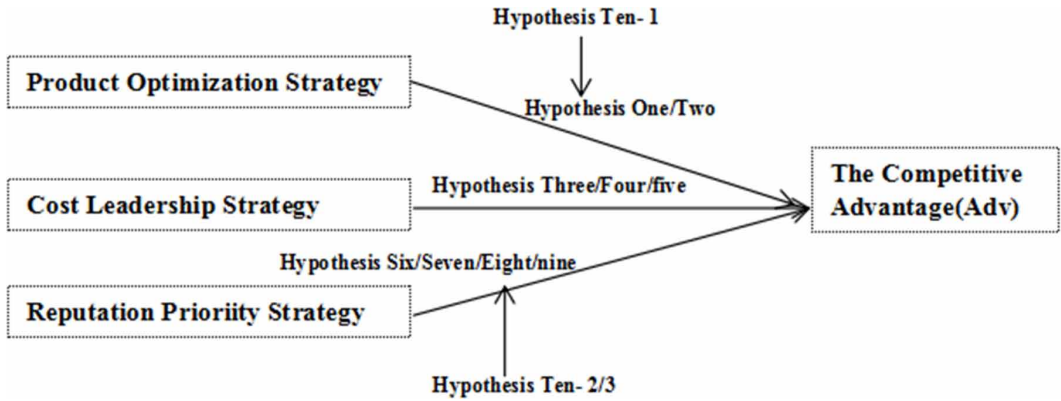 Hypothesis Ten- 1
Product Optimization Strategy
Hypothesis One/Two
The Competitive
Advantage(Adv)
Hypothesis Three/Four/five
Cost Leadership Strategy
Hypothesis Six/Seven/Eight/nine
Reputation Prioriity Strategy
Hypothesis Ten- 2/3